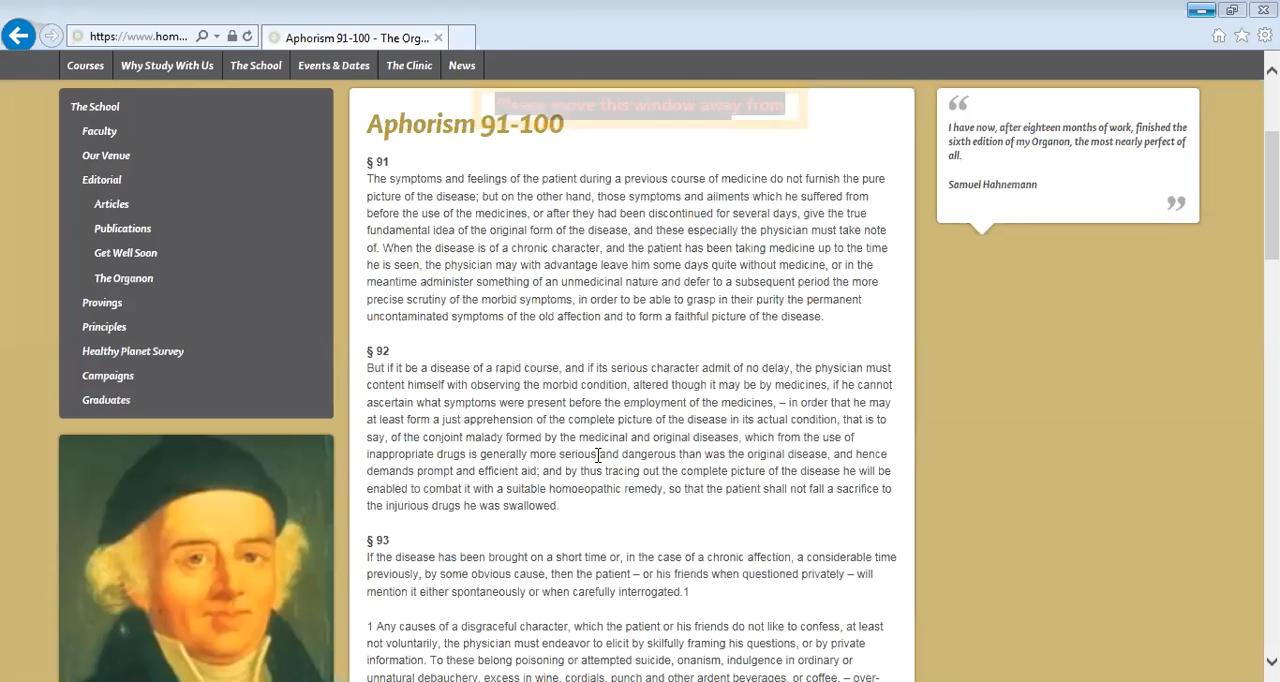 https://www.hom...
Aphorism 91-100 - The Org...
Courses
Why Study With Us
The School
Events & Dates
The Clinic
News
The School
Faculty
Our Venue
Editorial
Articles
Publications
Get Well Soon
The Organon
Provings
Principles
Healthy Planet Survey
Campaigns
Graduates
Please move this window away from
Aphorism 91-100
§ 91
The symptoms and feelings of the patient during a previous course of medicine do not furnish the pure
picture of the disease; but on the other hand, those symptoms and ailments which he suffered from
before the use of the medicines, or after they had been discontinued for several days, give the true
fundamental idea of the original form of the disease, and these especially the physician must take note
of. When the disease is of a chronic character, and the patient has been taking medicine up to the time
he is seen, the physician may with advantage leave him some days quite without medicine, or in the
meantime administer something of an unmedicinal nature and defer to a subsequent period the more
precise scrutiny of the morbid symptoms, in order to be able to grasp in their purity the permanent
uncontaminated symptoms of the old affection and to form a faithful picture of the disease.
§ 92
But if it be a disease of a rapid course, and if its serious character admit of no delay, the physician must
content himself with observing the morbid condition, altered though it may be by medicines, if he cannot
ascertain what symptoms were present before the employment of the medicines, – in order that he may
at least form a just apprehension of the complete picture of the disease in its actual condition, that is to
say, of the conjoint malady formed by the medicinal and original diseases, which from the use of
inappropriate drugs is generally more serious and dangerous than was the original disease, and hence
demands prompt and efficient aid; and by thus tracing out the complete picture of the disease he will be
enabled to combat it with a suitable homoeopathic remedy, so that the patient shall not fall a sacrifice to
the injurious drugs he was swallowed.
§ 93
If the disease has been brought on a short time or, in the case of a chronic affection, a considerable time
previously, by some obvious cause, then the patient – or his friends when questioned privately – will
mention it either spontaneously or when carefully interrogated.1
1 Any causes of a disgraceful character, which the patient or his friends do not like to confess, at least
not voluntarily, the physician must endeavor to elicit by skilfully framing his questions, or by private
information. To these belong poisoning or attempted suicide, onanism, indulgence in ordinary or
unnatural debauchery, excess in wine, cordials, punch and other ardent beverages, or coffee, – over-
I have now, after eighteen months of work, finished the
sixth edition of my Organon, the most nearly perfect of
all.
Samuel Hahnemann